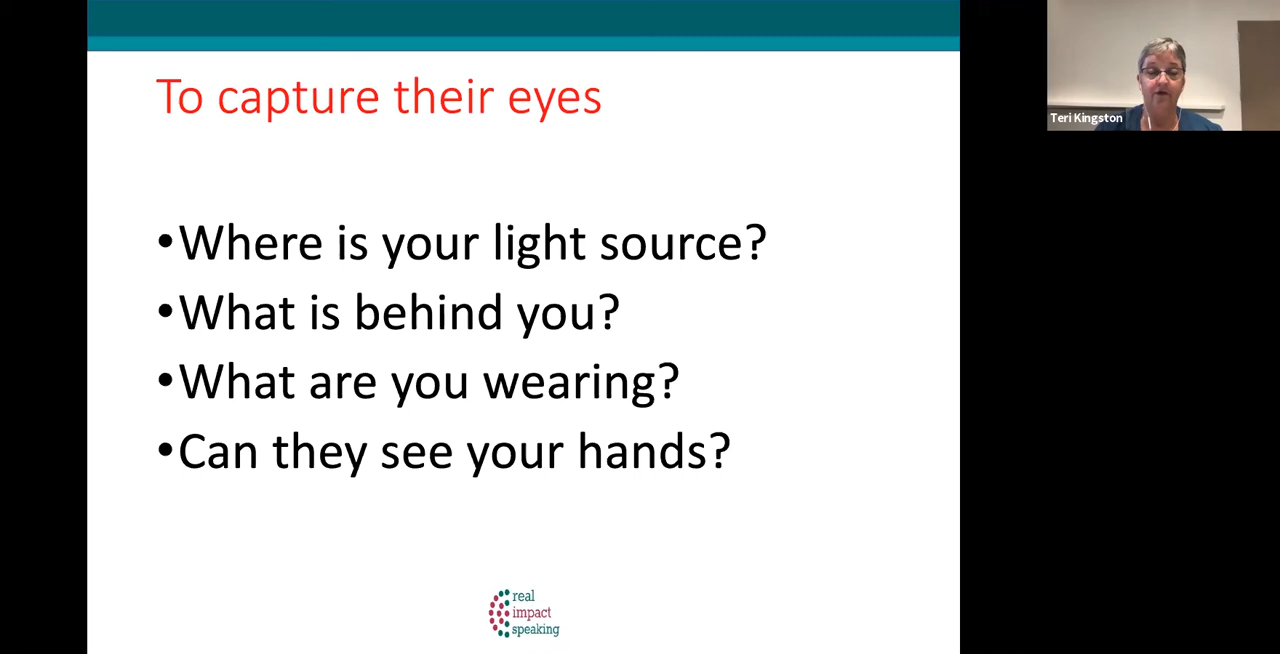 To capture their eyes
•Where is your light source?
•What is behind you?
•What are you wearing?
•Can they see your hands?
real
impact
speaking
Teri Kingston